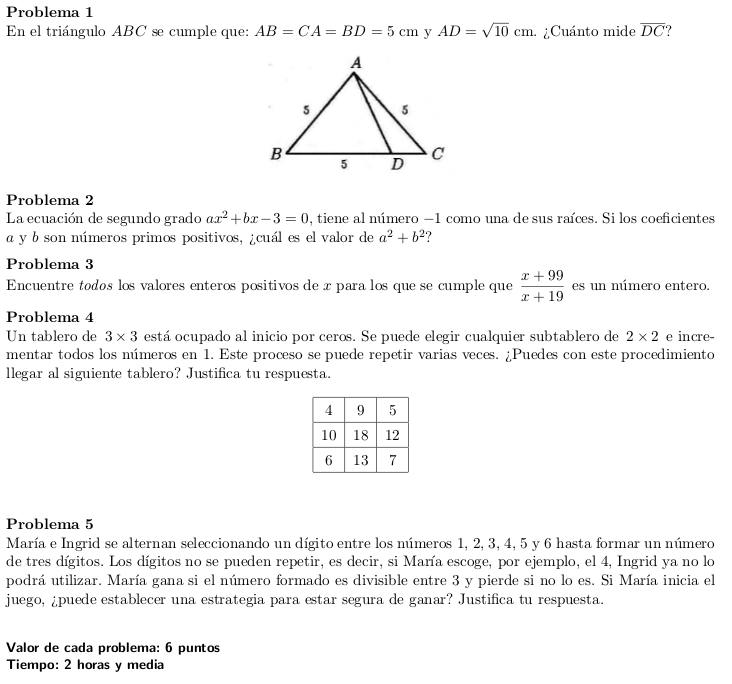 Problema 1
En el triángulo ABC se cumple que: AB = CA = BD = 5 cm y AD = √10 cm. ¿Cuánto mide \overline{DC}?
A
5 5
B 5 D C
Problema 2
La ecuación de segundo grado ax² + bx − 3 = 0, tiene al número −1 como una de sus raíces. Si los coeficientes
a y b son números primos positivos, ¿cuál es el valor de a² + b²?
Problema 3
Encuentre todos los valores enteros positivos de x para los que se cumple que \frac{x + 99}{x + 19} es un número entero.
Problema 4
Un tablero de 3 × 3 está ocupado al inicio por ceros. Se puede elegir cualquier subtablero de 2 × 2 e incre-
mentar todos los números en 1. Este proceso se puede repetir varias veces. ¿Puedes con este procedimiento
llegar al siguiente tablero? Justifica tu respuesta.
4 9 5
10 18 12
6 13 7
Problema 5
María e Ingrid se alternan seleccionando un dígito entre los números 1, 2, 3, 4, 5 y 6 hasta formar un número
de tres dígitos. Los dígitos no se pueden repetir, es decir, si María escoge, por ejemplo, el 4, Ingrid ya no lo
podrá utilizar. María gana si el número formado es divisible entre 3 y pierde si no lo es. Si María inicia el
juego, ¿puede establecer una estrategia para estar segura de ganar? Justifica tu respuesta.
Valor de cada problema: 6 puntos
Tiempo: 2 horas y media